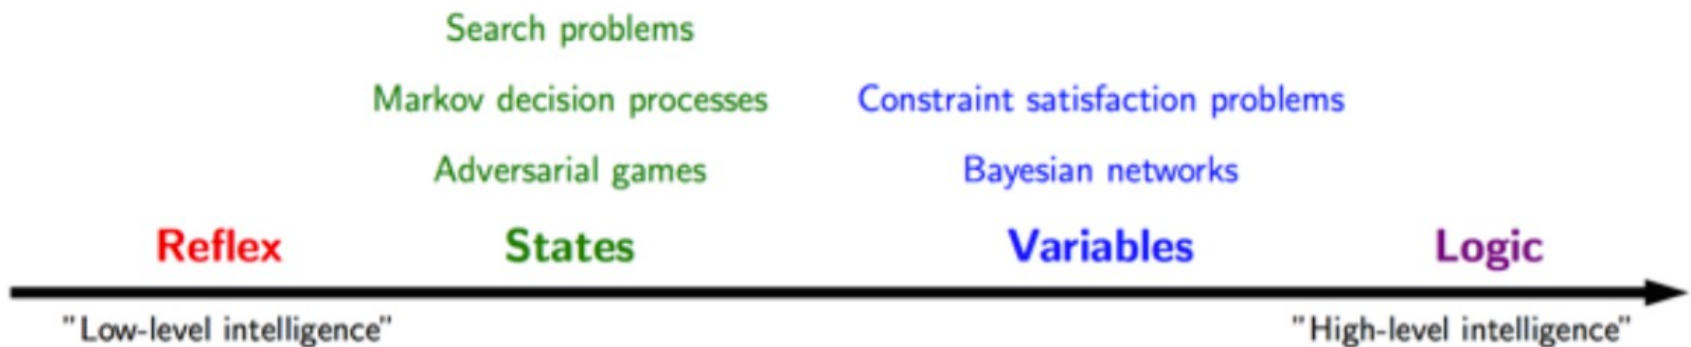 Search problems
Markov decision processes Constraint satisfaction problems
Adversarial games Bayesian networks
Reflex States Variables Logic
"Low-level intelligence" "High-level intelligence"